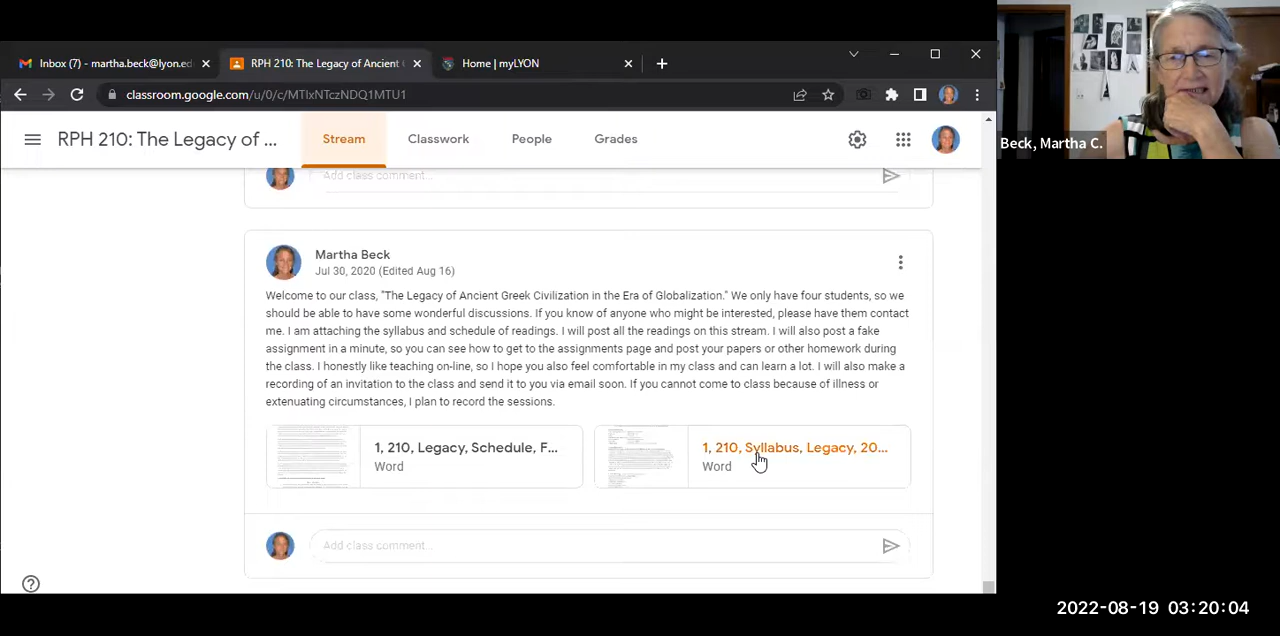 Inbox (7) - martha.beck@lyon.ed
RPH 210: The Legacy of Ancient
Home | myLYON
classroom.google.com/u/0/c/MTIxNTczNDQ1MTU1
RPH 210: The Legacy of ...
Stream
Classwork
People
Grades
Beck, Martha C.
Add class comment...
Martha Beck
Jul 30, 2020 (Edited Aug 16)
Welcome to our class, "The Legacy of Ancient Greek Civilization in the Era of Globalization." We only have four students, so we
should be able to have some wonderful discussions. If you know of anyone who might be interested, please have them contact
me. I am attaching the syllabus and schedule of readings. I will post all the readings on this stream. I will also post a fake
assignment in a minute, so you can see how to get to the assignments page and post your papers or other homework during
the class. I honestly like teaching on-line, so I hope you also feel comfortable in my class and can learn a lot. I will also make a
recording of an invitation to the class and send it to you via email soon. If you cannot come to class because of illness or
extenuating circumstances, I plan to record the sessions.
1, 210, Legacy, Schedule, F...
Word
1, 210, Syllabus, Legacy, 20...
Word
Add class comment...
2022-08-19 03:20:04